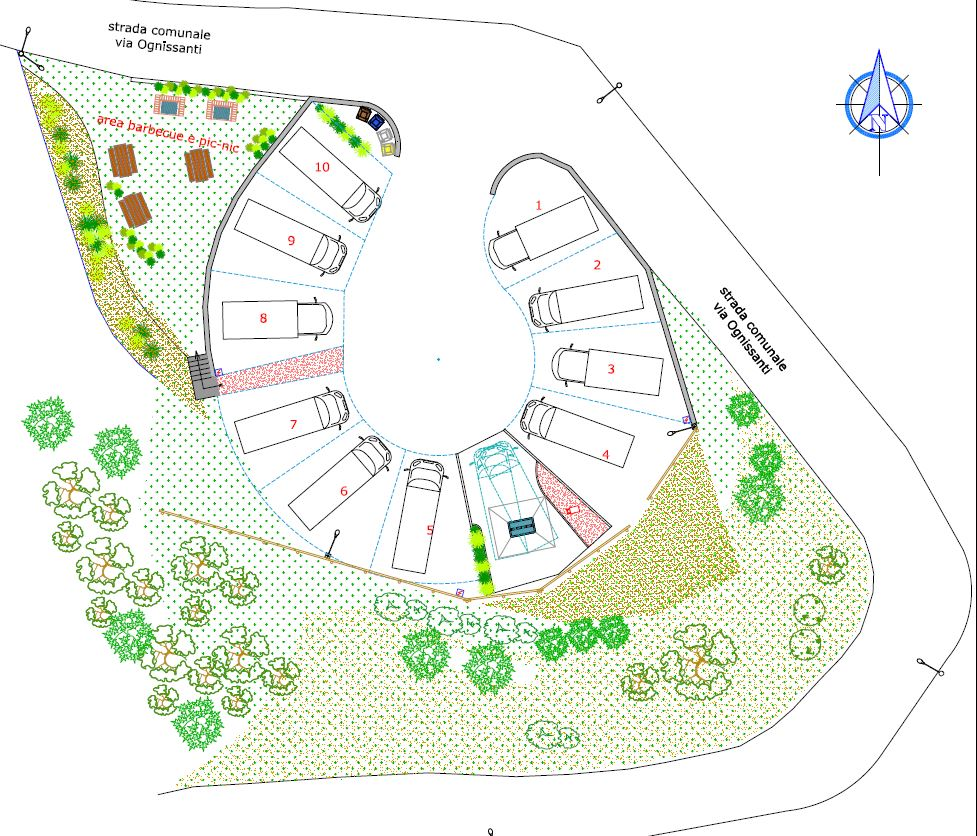 strada comunale
via Ognissanti
area barbecue e pic-nic
N
10
1
9
2
8
3
7
4
6
5
strada comunale
via Ognissanti